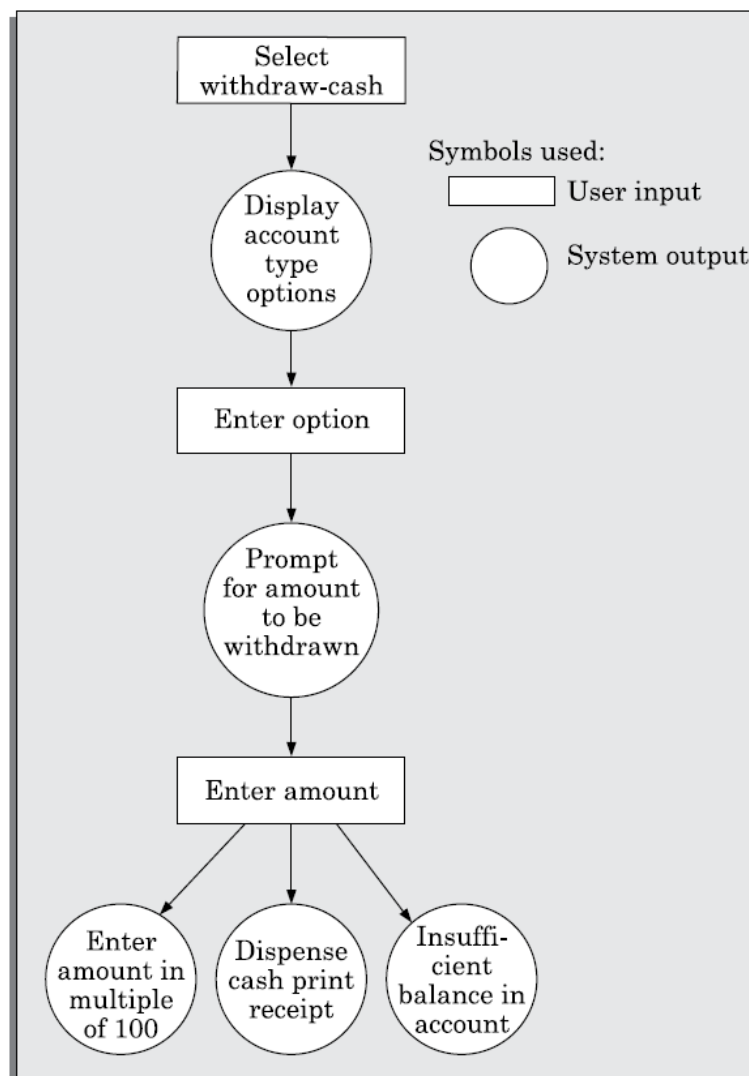 Select
withdraw-cash
Symbols used:
User input
System output
Display
account
type
options
Enter option
Prompt
for amount
to be
withdrawn
Enter amount
Enter
amount in
multiple
of 100
Dispense
cash print
receipt
Insuffi-
cient
balance in
account